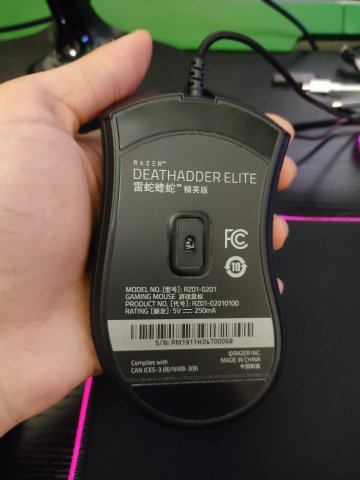 RAZER™
DEATHADDER ELITE
雷蛇蝰蛇™ 精英版
FC
10
MODEL NO. [型号]: RZ01-0201
GAMING MOUSE 游戏鼠标
PRODUCT NO. [代号]: RZ01-02010100
RATING [额定]: 5V ⎓ 250mA
S/N: PM1911H04700068
Complies with
CAN ICES-3 (B)/NMB-3(B)
©RAZER INC.
MADE IN CHINA
中国制造